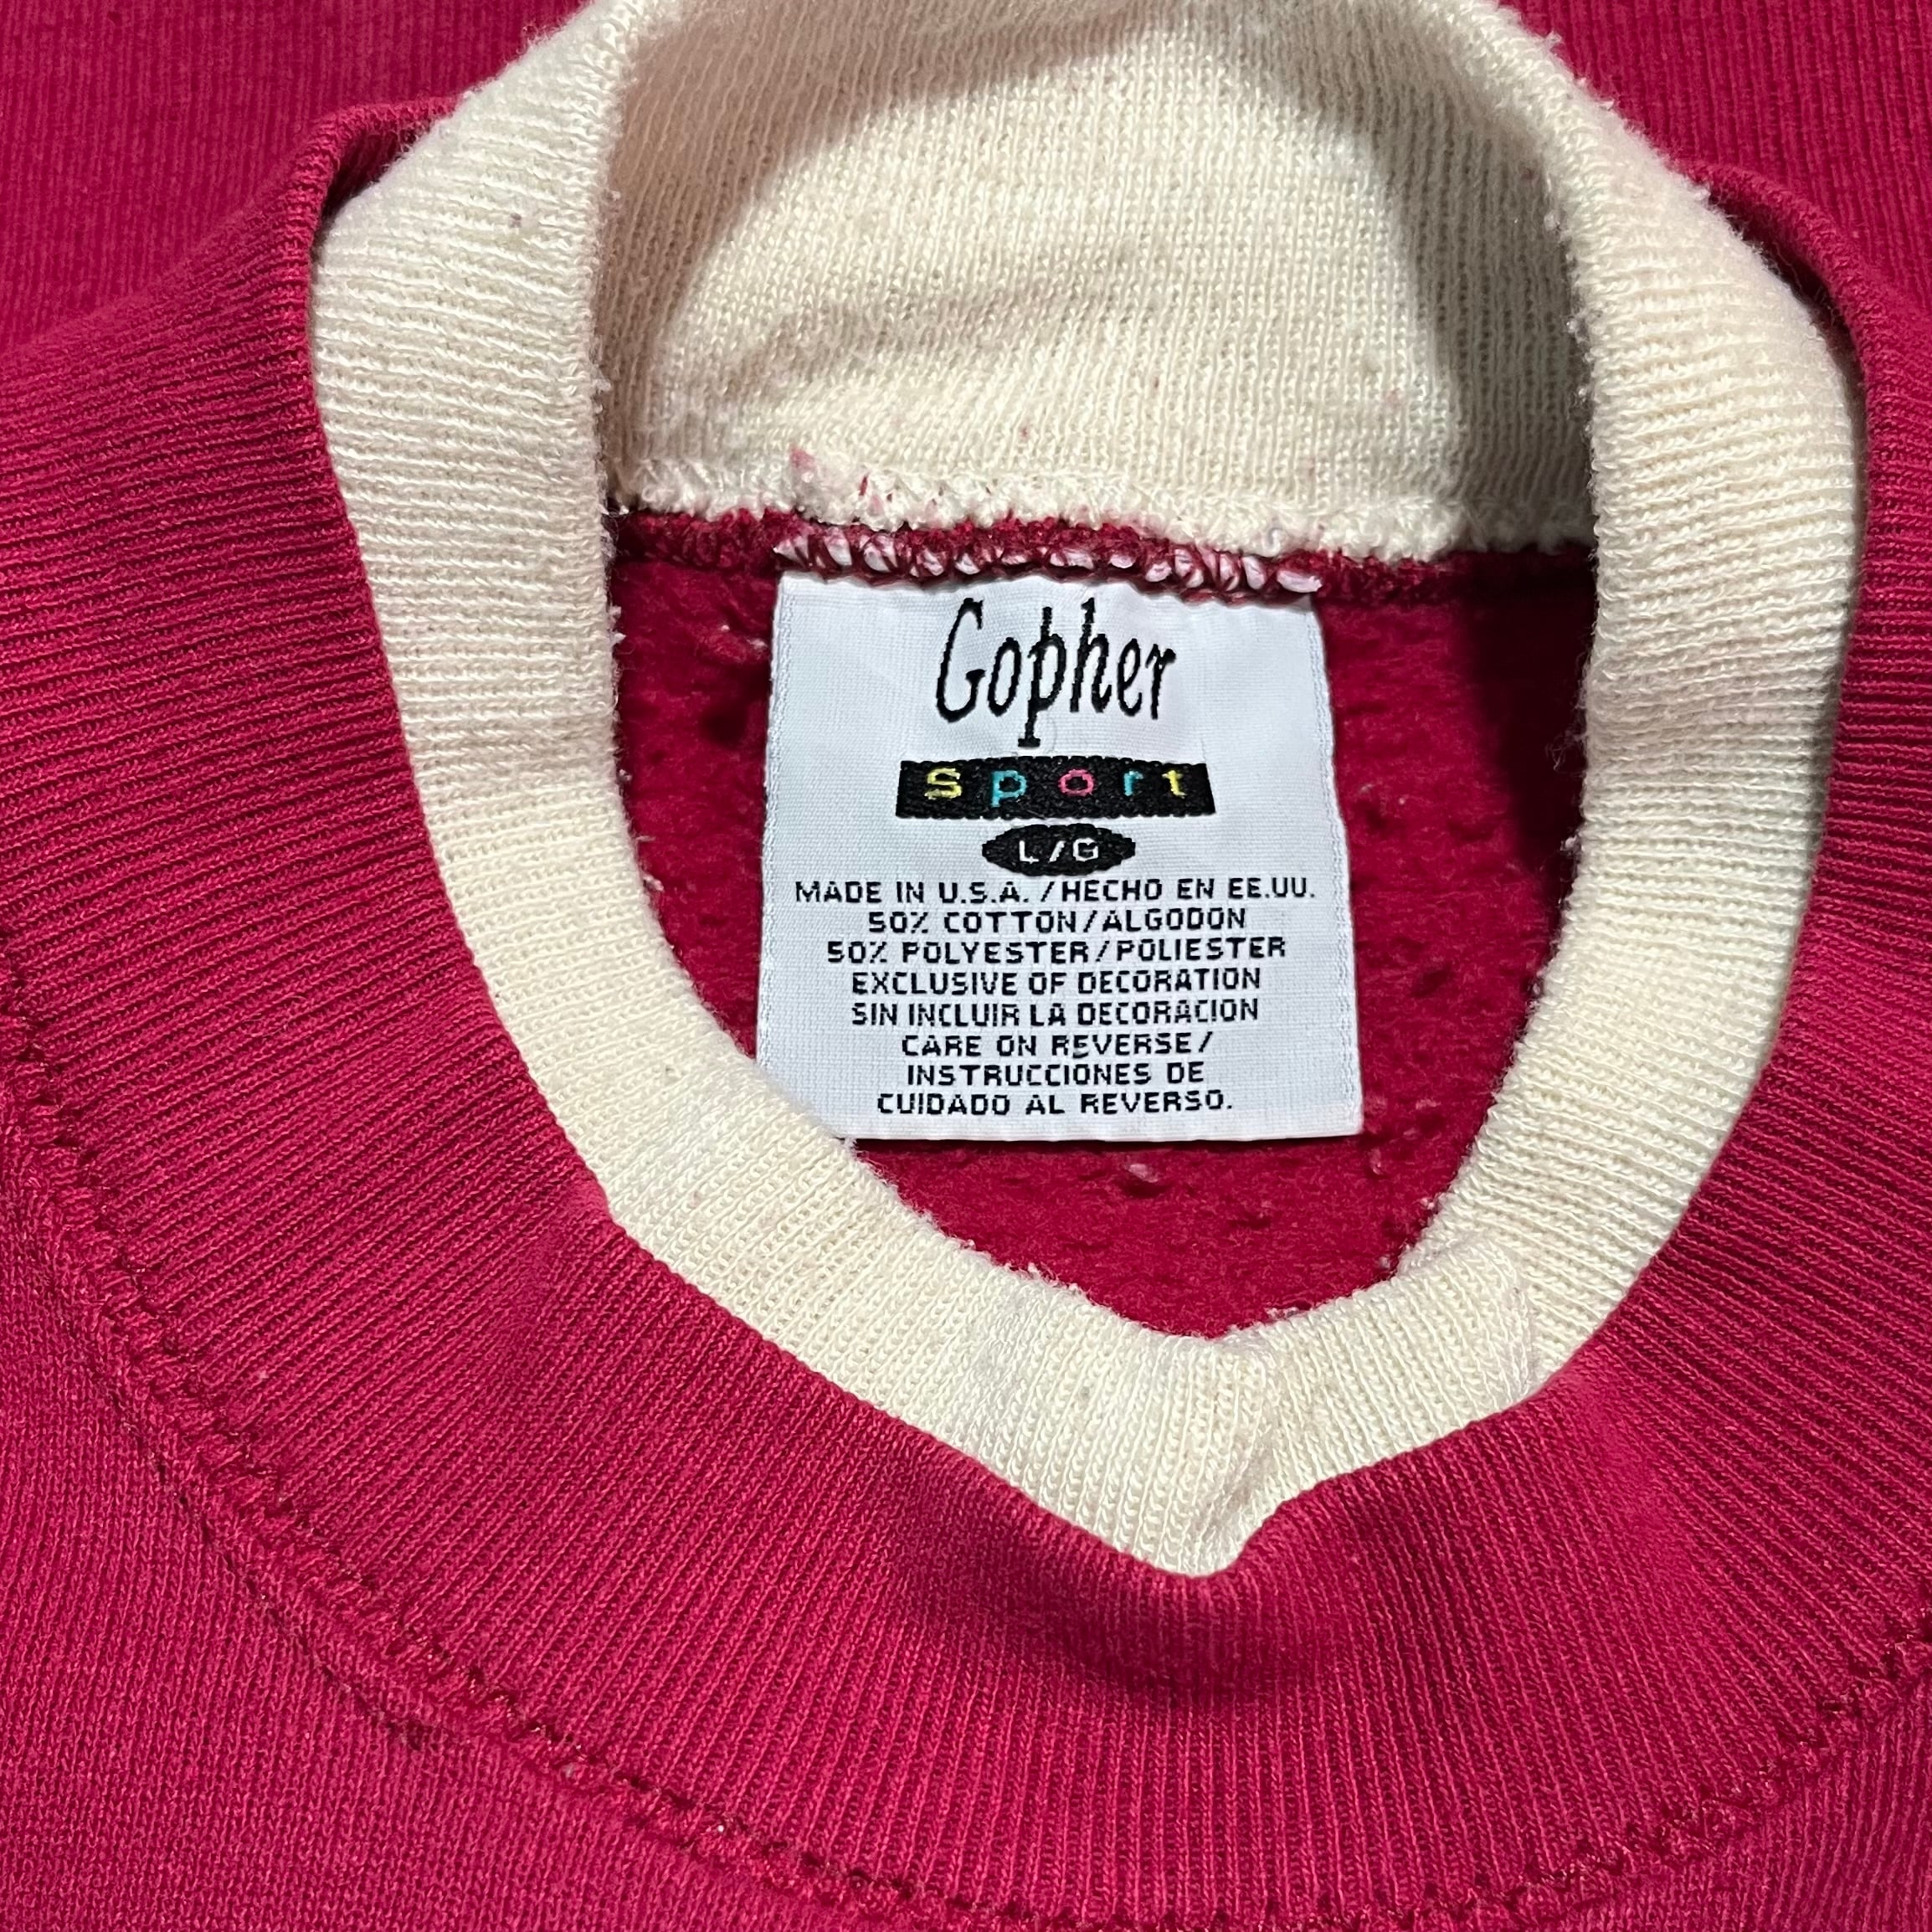 Gopher
sport
L/G
MADE IN U.S.A. /HECHO EN EE.UU.
50% COTTON/ALGODON
50% POLYESTER/POLIESTER
EXCLUSIVE OF DECORATION
SIN INCLUIR LA DECORACION
CARE ON REVERSE/
INSTRUCCIONES DE
CUIDADO AL REVERSO.